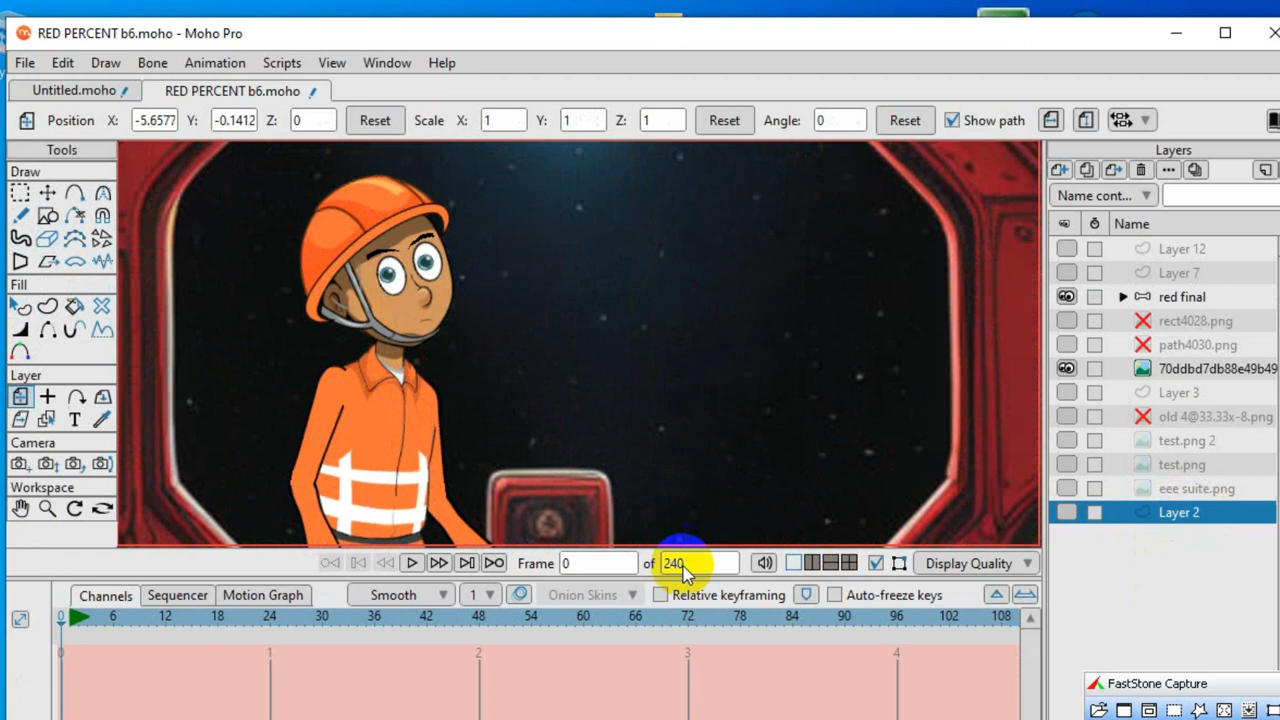 RED PERCENT b6.moho - Moho Pro
File Edit Draw Bone Animation Scripts View Window Help
Untitled.moho RED PERCENT b6.moho
Position X: -5.6577 Y: -0.1412 Z: 0 Reset Scale X: 1 Y: 1 Z: 1 Reset Angle: 0 Reset Show path
Tools
Draw
Fill
Layer
Camera
Workspace
Layers
Name cont...
Name
Layer 12
Layer 7
red final
rect4028.png
path4030.png
70ddbd7db88e49b49
Layer 3
old 4@33.33x-8.png
test.png 2
test.png
eee suite.png
Layer 2
Frame 0 of 240 Display Quality
Channels Sequencer Motion Graph Smooth 1 Onion Skins Relative keyframing Auto-freeze keys
0 6 12 18 24 30 36 42 48 54 60 66 72 78 84 90 96 102 108
0 1 2 3 4
FastStone Capture